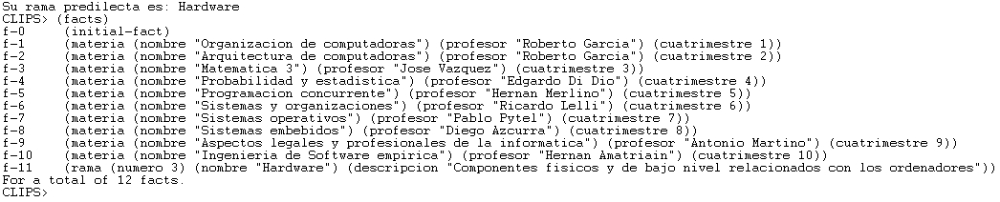 Su rama predilecta es: Hardware
CLIPS> (facts)
f-0     (initial-fact)
f-1     (materia (nombre "Organizacion de computadoras") (profesor "Roberto Garcia") (cuatrimestre 1))
f-2     (materia (nombre "Arquitectura de computadoras") (profesor "Roberto Garcia") (cuatrimestre 2))
f-3     (materia (nombre "Matematica 3") (profesor "Jose Vazquez") (cuatrimestre 3))
f-4     (materia (nombre "Probabilidad y estadistica") (profesor "Edgardo Di Dio") (cuatrimestre 4))
f-5     (materia (nombre "Programacion concurrente") (profesor "Hernan Merlino") (cuatrimestre 5))
f-6     (materia (nombre "Sistemas y organizaciones") (profesor "Ricardo Lelli") (cuatrimestre 6))
f-7     (materia (nombre "Sistemas operativos") (profesor "Pablo Pytel") (cuatrimestre 7))
f-8     (materia (nombre "Sistemas embebidos") (profesor "Diego Azcurra") (cuatrimestre 8))
f-9     (materia (nombre "Aspectos legales y profesionales de la informatica") (profesor "Antonio Martino") (cuatrimestre 9))
f-10    (materia (nombre "Ingenieria de Software empirica") (profesor "Hernan Amatriain") (cuatrimestre 10))
f-11    (rama (numero 3) (nombre "Hardware") (descripcion "Componentes fisicos y de bajo nivel relacionados con los ordenadores"))
For a total of 12 facts.
CLIPS>